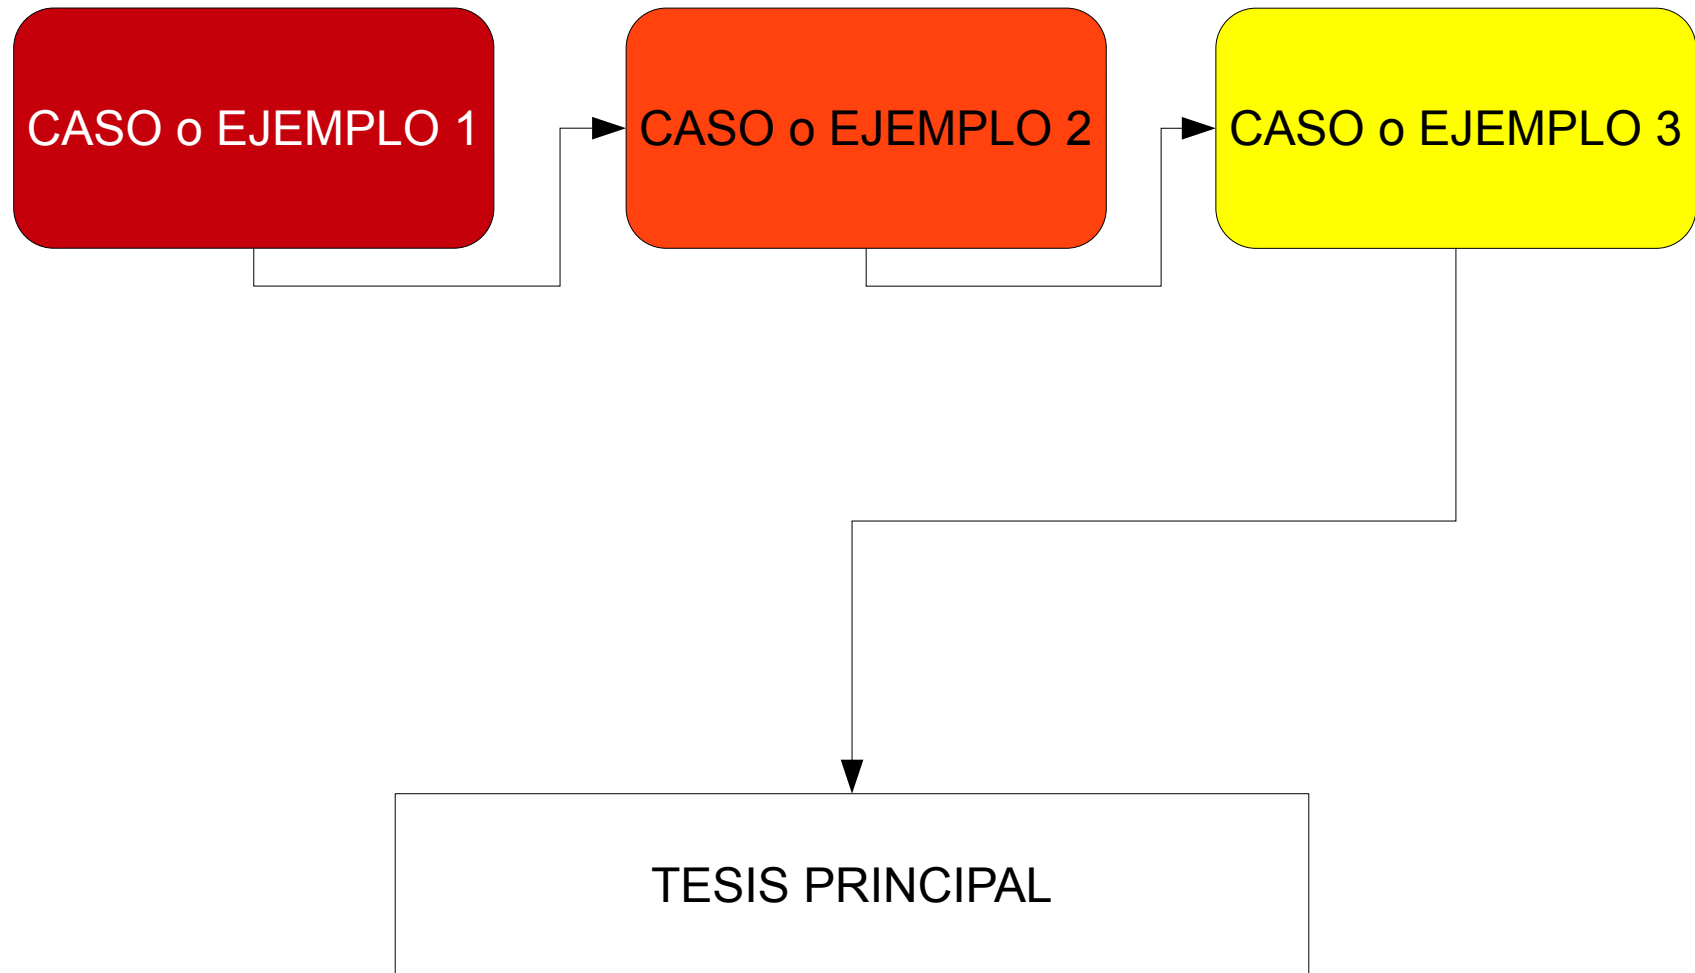 CASO o EJEMPLO 1
CASO o EJEMPLO 2
CASO o EJEMPLO 3
TESIS PRINCIPAL